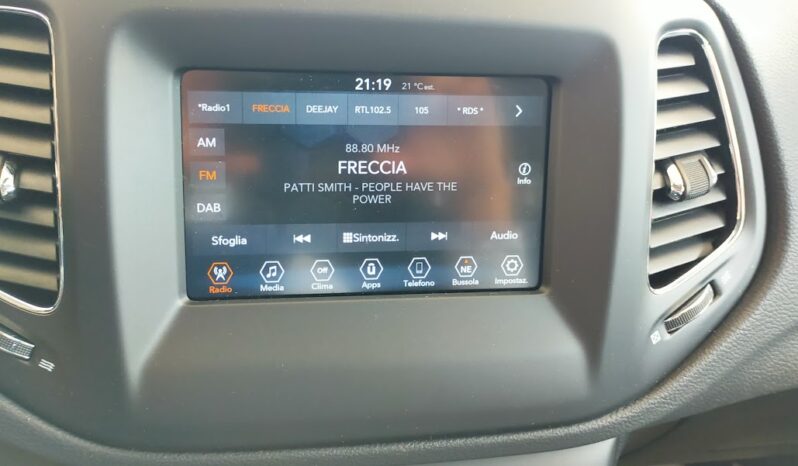 21:19 21 °C est.
*Radio1 FRECCIA DEEJAY RTL102.5 105 * RDS *
AM
88.80 MHz
FRECCIA
FM
Info
PATTI SMITH - PEOPLE HAVE THE
POWER
DAB
Sfoglia Sintonizz. Audio
Off NE
Radio Media Clima Apps Telefono Bussola Impostaz.